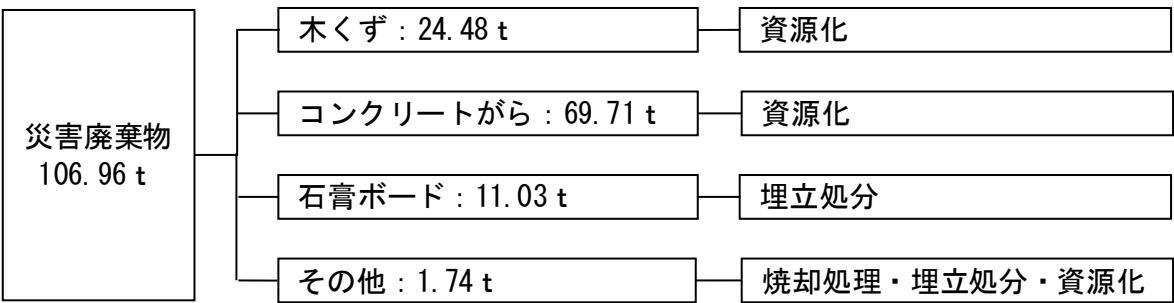 災害廃棄物
106.96 t
木くず：24.48 t
資源化
コンクリートがら：69.71 t
資源化
石膏ボード：11.03 t
埋立処分
その他：1.74 t
焼却処理・埋立処分・資源化